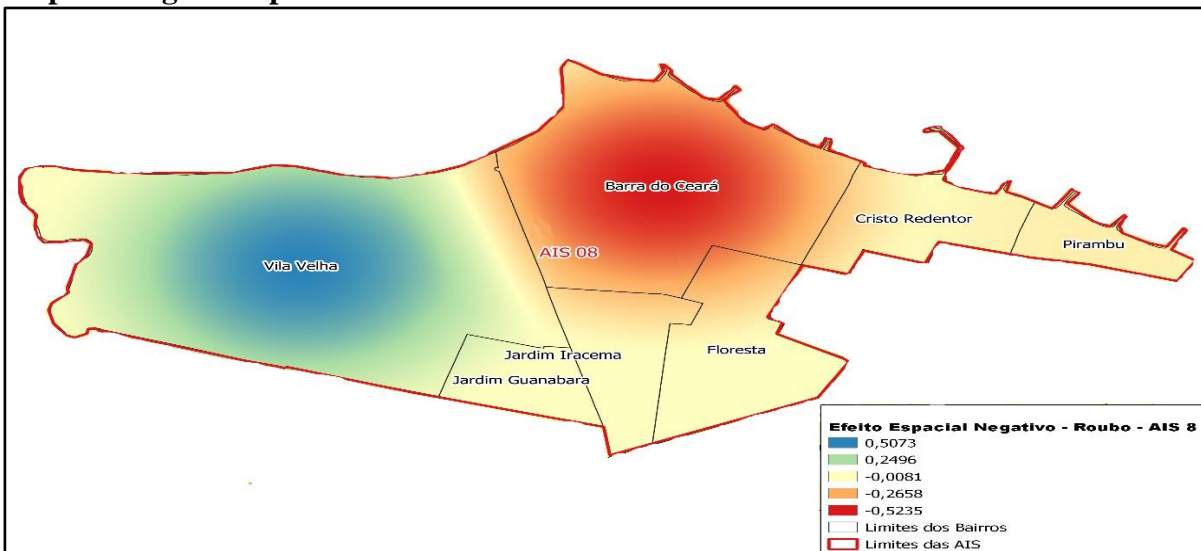 Barra do Ceará
Cristo Redentor
Pirambu
AIS 08
Vila Velha
Jardim Iracema
Floresta
Jardim Guanabara
Efeito Espacial Negativo - Roubo - AIS 8
0,5073
0,2496
-0,0081
-0,2658
-0,5235
Limites dos Bairros
Limites das AIS